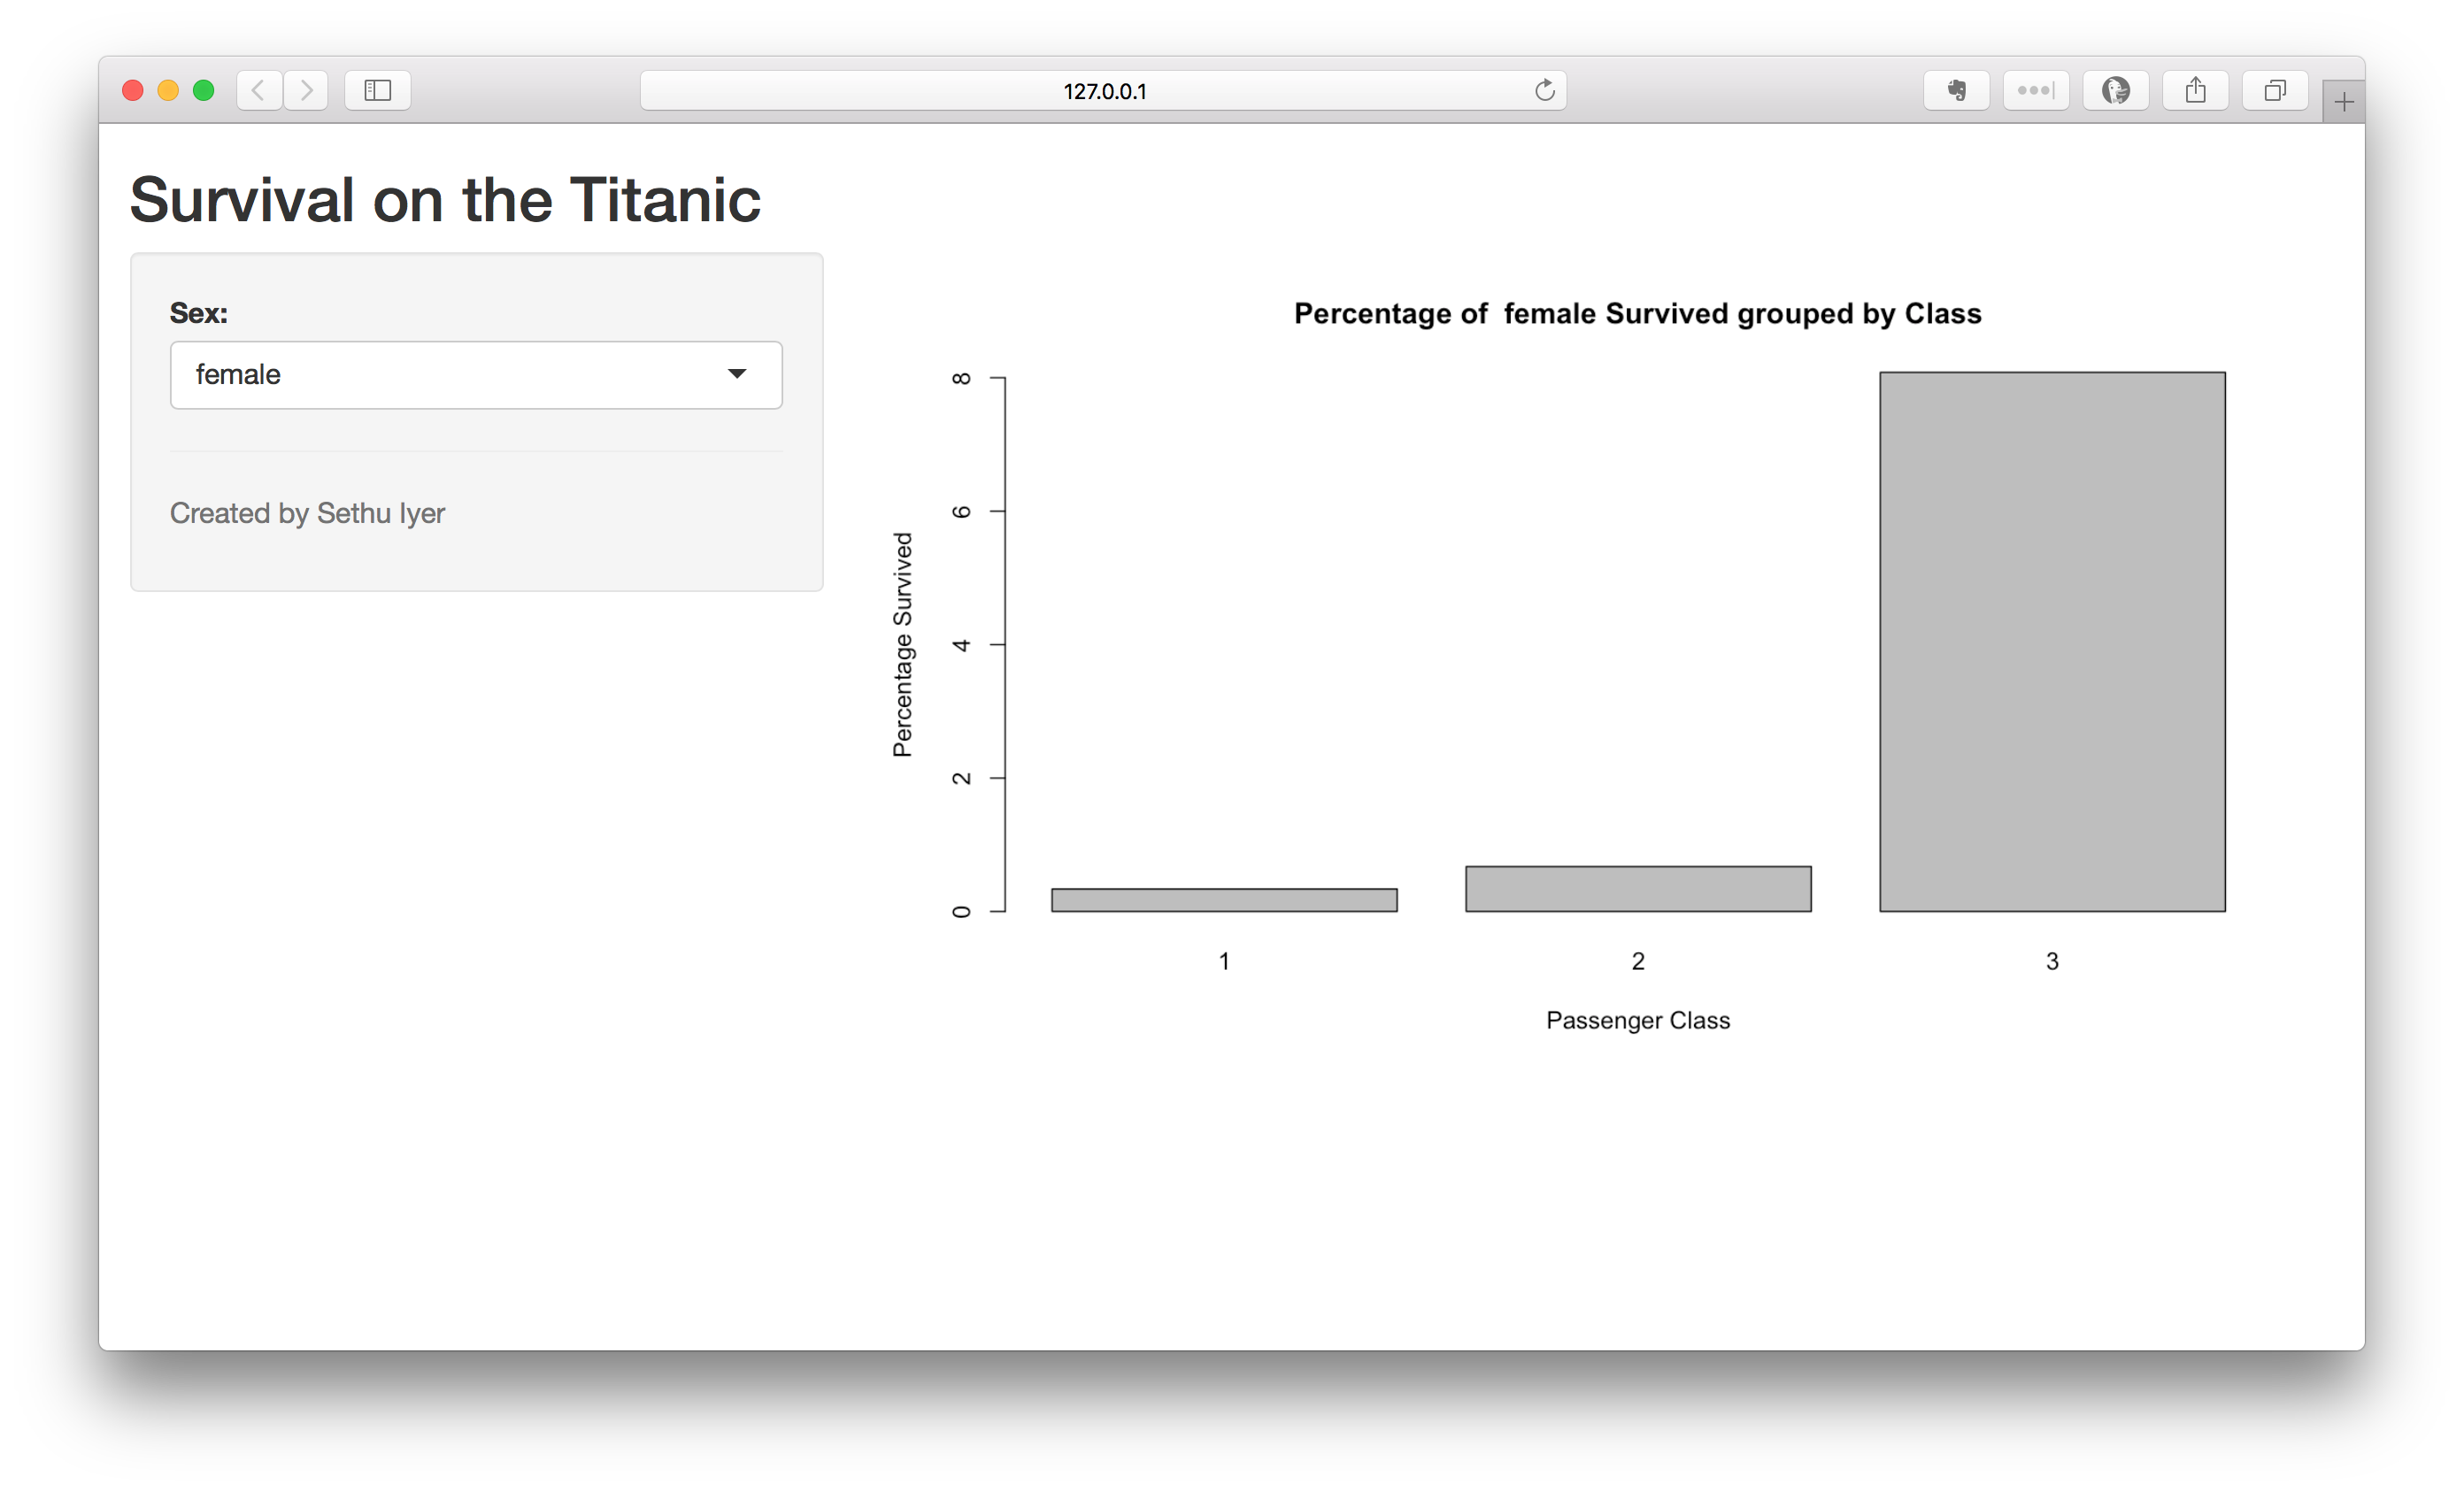 127.0.0.1
Survival on the Titanic
Sex:
female
Created by Sethu Iyer
Percentage of  female Survived grouped by Class
Percentage Survived
8
6
4
2
0
1 2 3
Passenger Class